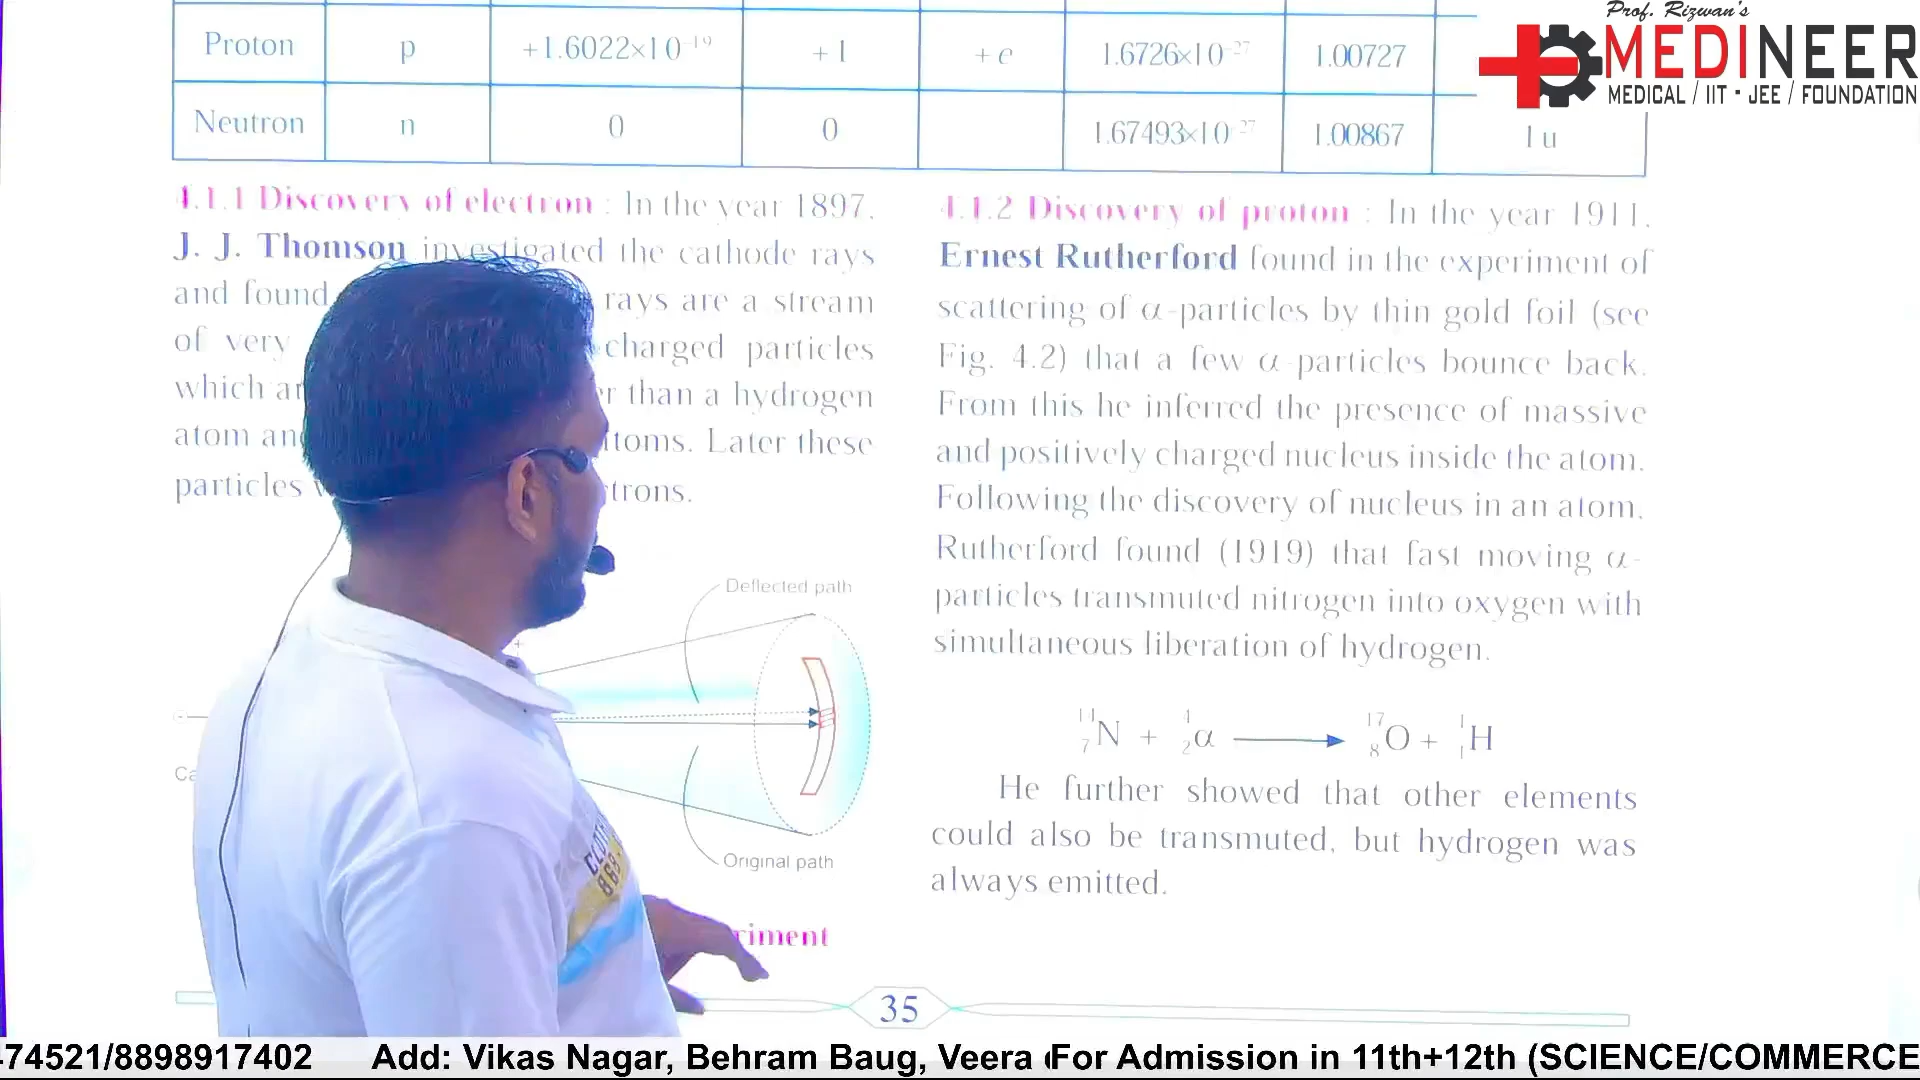 Prof. Rizwan's
MEDINEER
MEDICAL / IIT - JEE / FOUNDATION
Proton p +1.6022×10⁻¹⁹ +1 +e 1.6726×10⁻²⁷ 1.00727
Neutron n 0 0 1.67493×10⁻²⁷ 1.00867 1 u
4.1.1 Discovery of electron : In the year 1897,
J. J. Thomson investigated the cathode rays
and found rays are a stream
of very charged particles
which than a hydrogen
atom Later these
particles
Deflected path
Original path
4.1.2 Discovery of proton : In the year 1911,
Ernest Rutherford found in the experiment of
scattering of α-particles by thin gold foil (see
Fig. 4.2) that a few α-particles bounce back.
From this he inferred the presence of massive
and positively charged nucleus inside the atom.
Following the discovery of nucleus in an atom,
Rutherford found (1919) that fast moving α-
particles transmuted nitrogen into oxygen with
simultaneous liberation of hydrogen.
¹⁴₇N + ⁴₂α ⟶ ¹⁷₈O + ¹₁H
He further showed that other elements
could also be transmuted, but hydrogen was
always emitted.
35
74521/8898917402 Add: Vikas Nagar, Behram Baug, Veera For Admission in 11th+12th (SCIENCE/COMMERCE